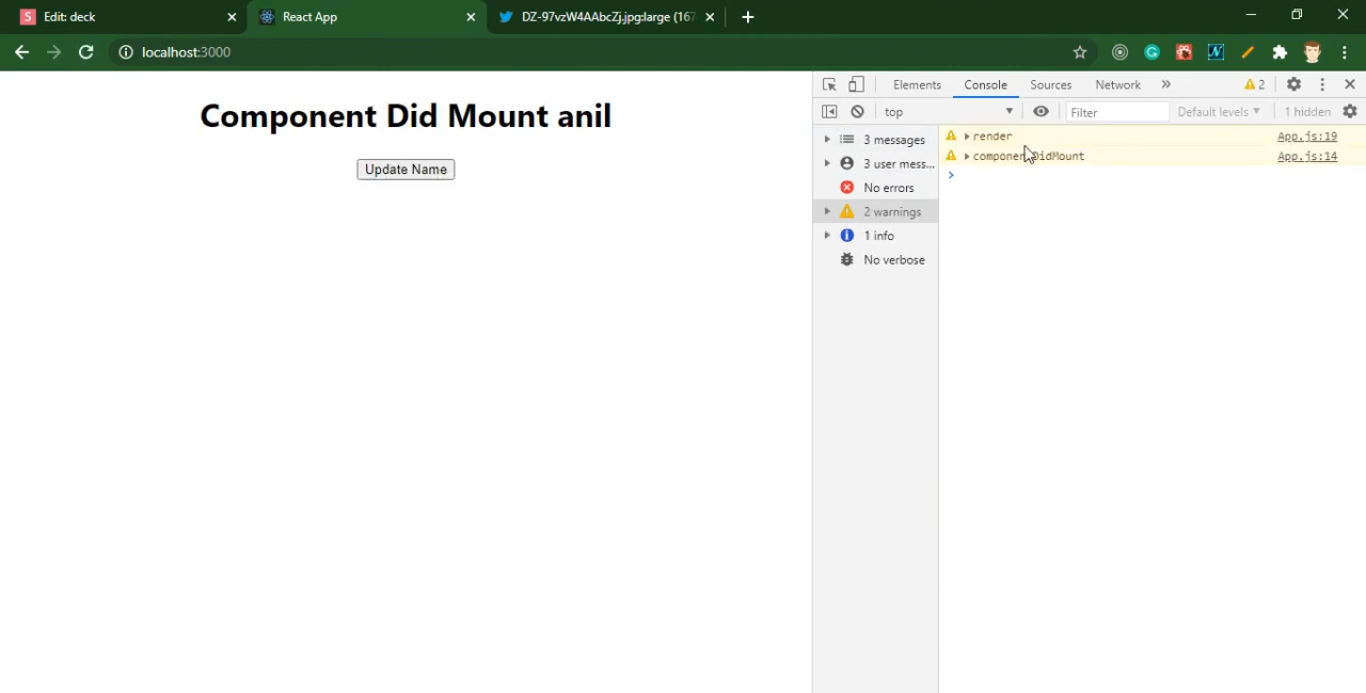 S Edit: deck
React App
DZ-97vzW4AAbcZj.jpg:large (167
localhost:3000
Component Did Mount anil
Update Name
Elements Console Sources Network 2
top Filter Default levels 1 hidden
3 messages
3 user mess...
No errors
2 warnings
1 info
No verbose
render App.js:19
componentDidMount App.js:14